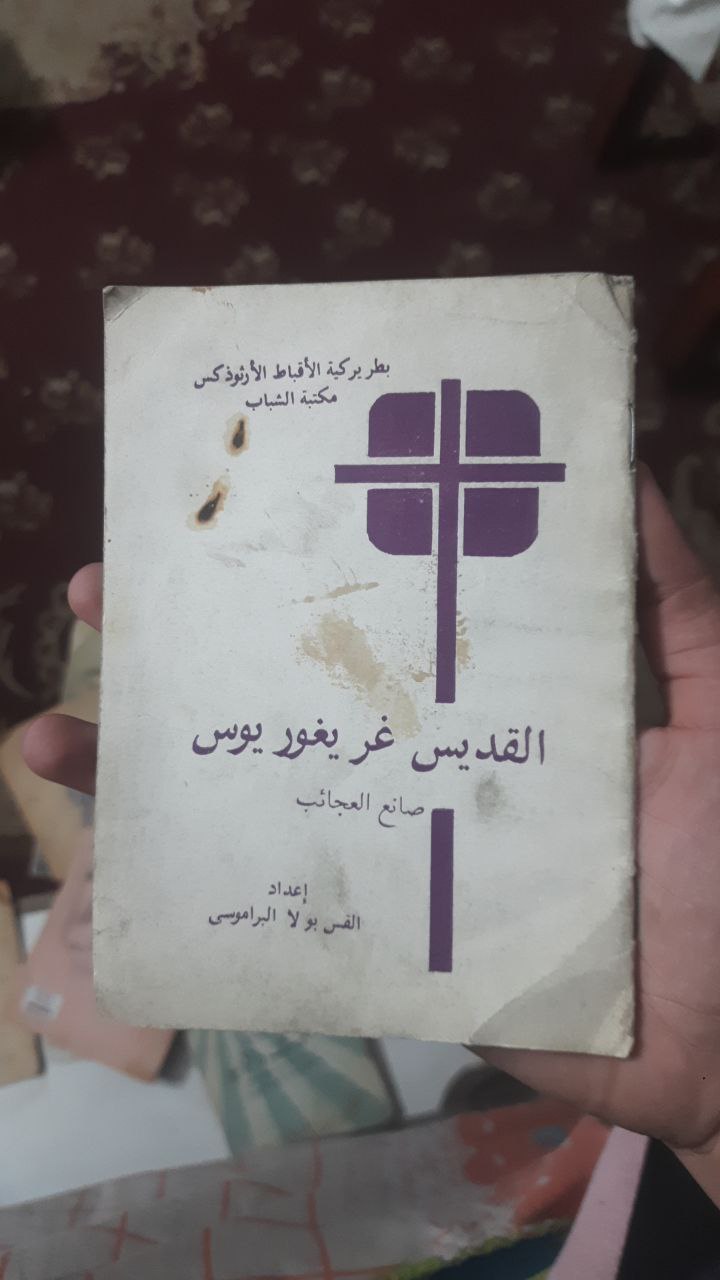 بطريركية الأقباط الأرثوذكس
مكتبة الشباب
القديس غريغوريوس
صانع العجائب
إعداد
القس بولا البراموسى